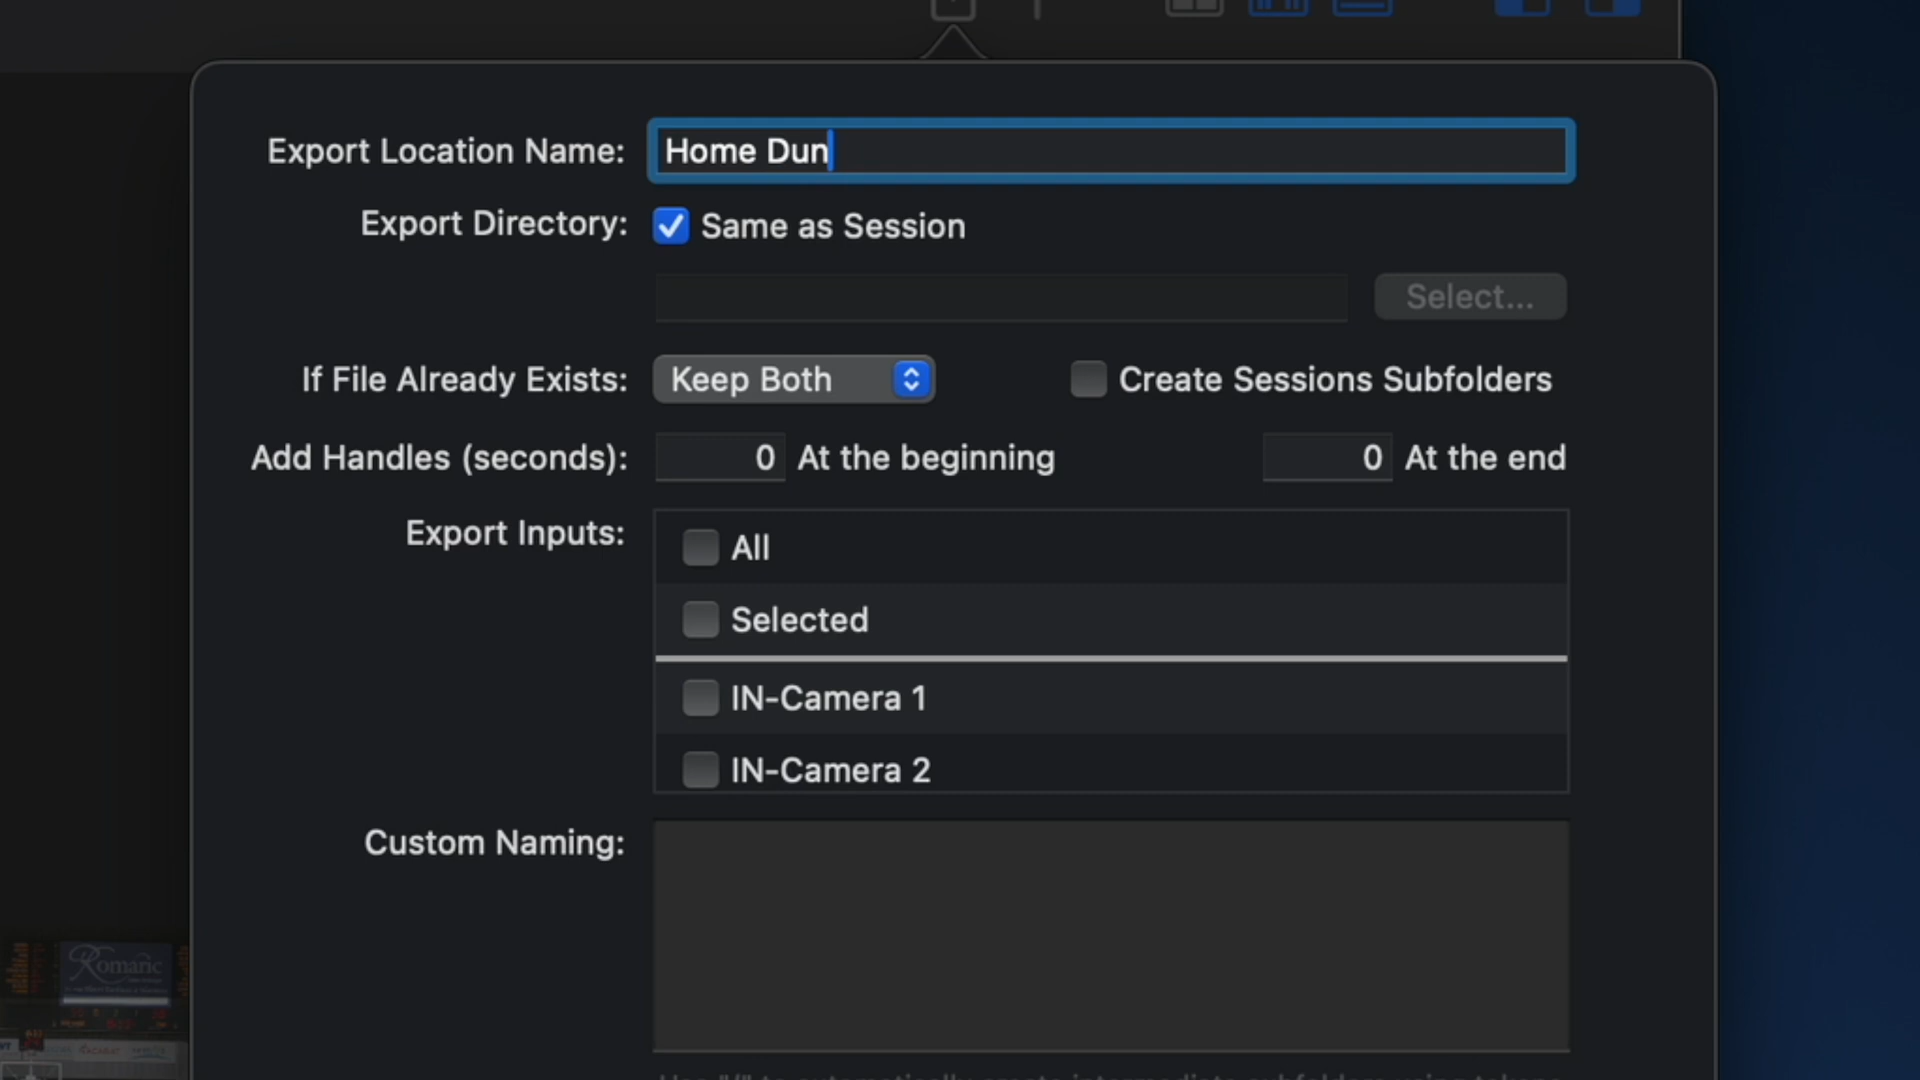 Export Location Name: Home Dun
Export Directory: Same as Session
Select...
If File Already Exists: Keep Both Create Sessions Subfolders
Add Handles (seconds): 0 At the beginning 0 At the end
Export Inputs: All
Selected
IN-Camera 1
IN-Camera 2
Custom Naming:
Romaric